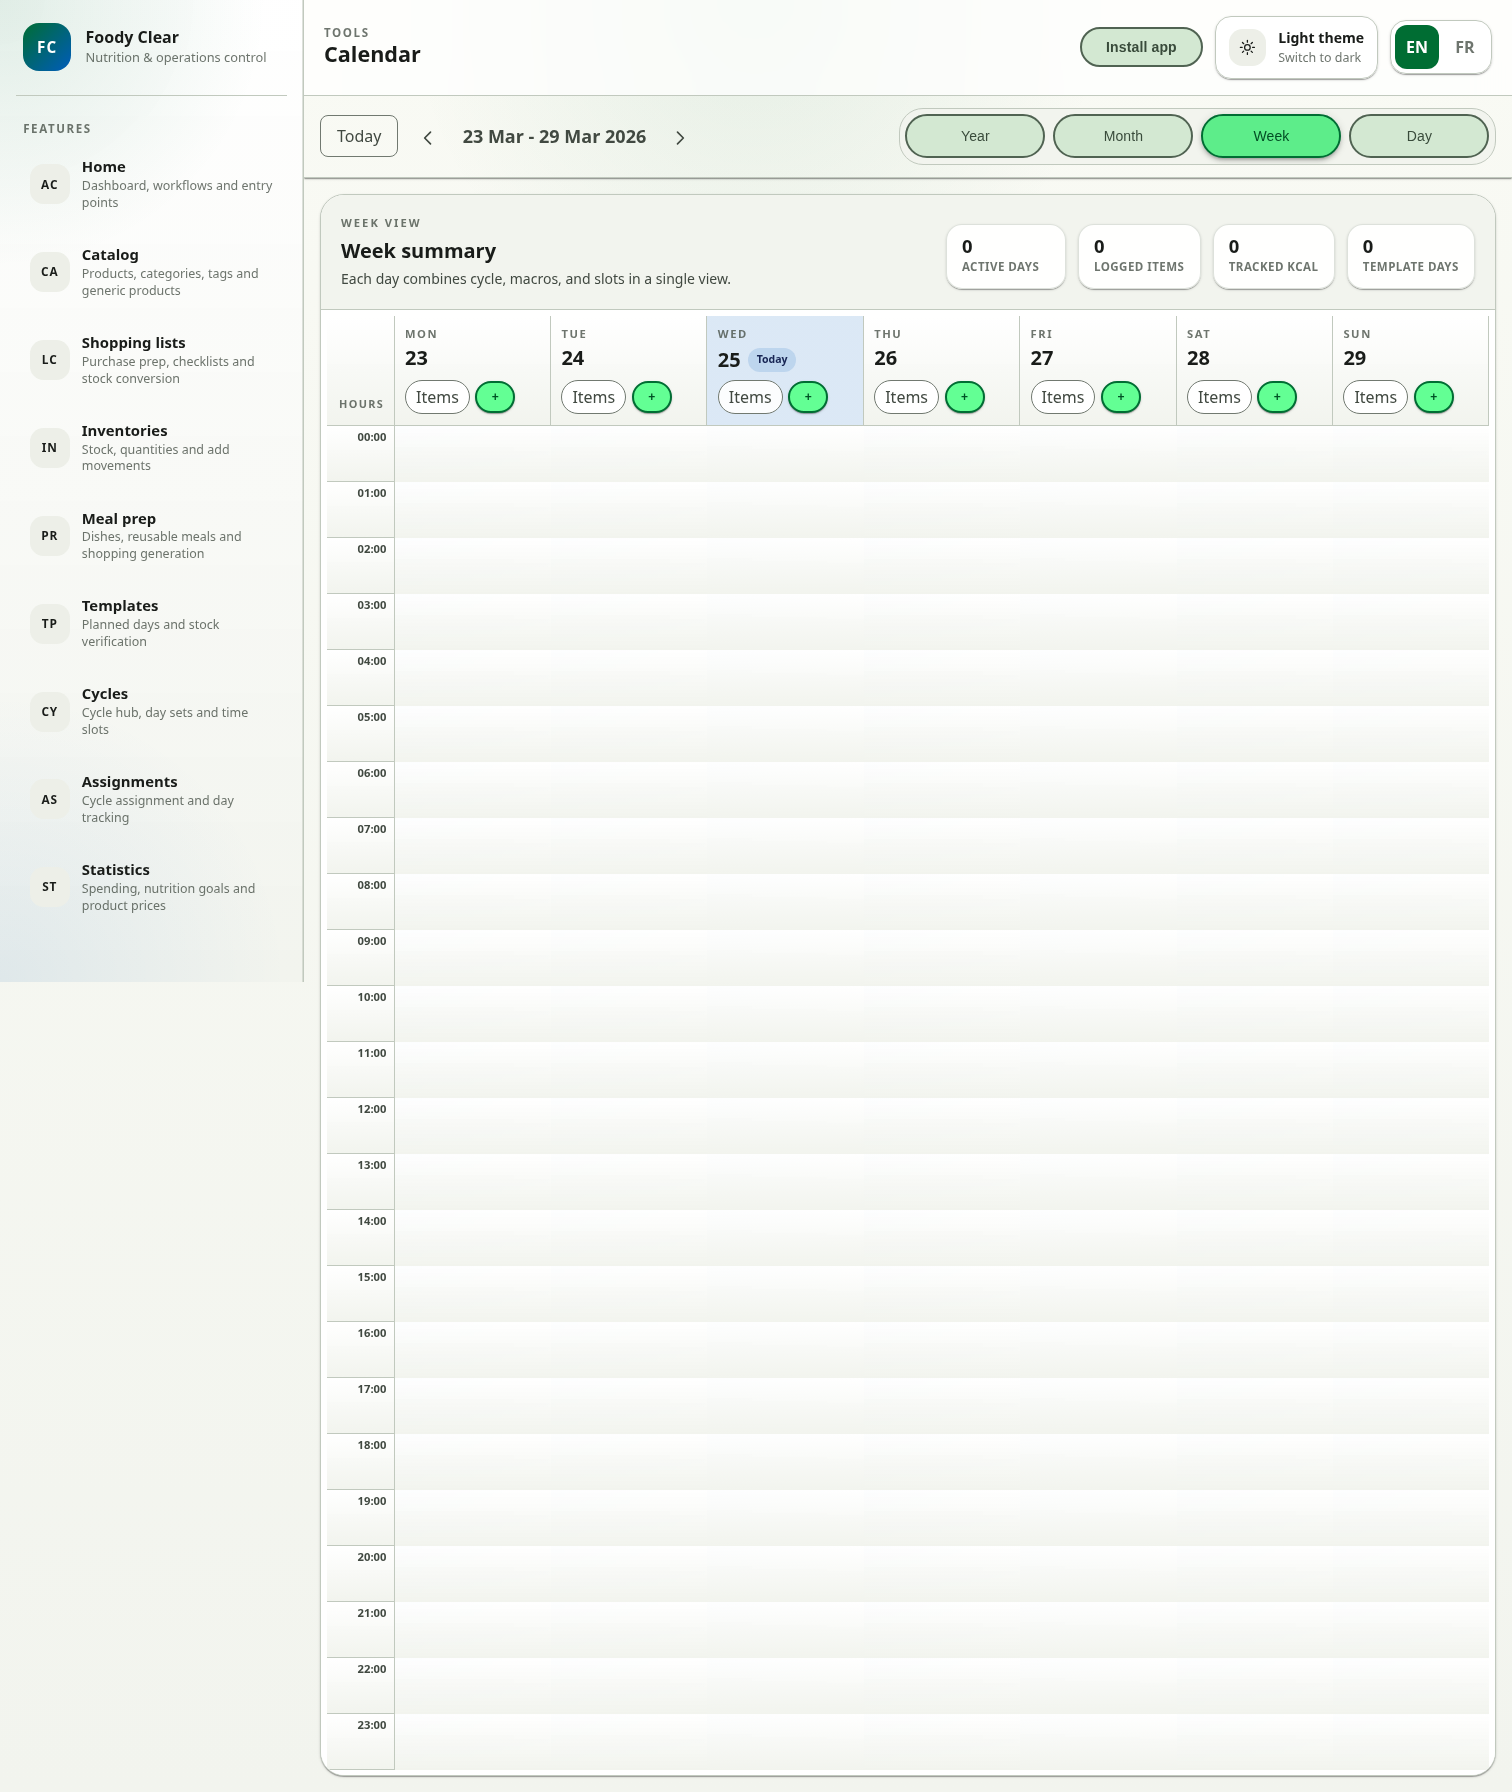 FC
Foody Clear
Nutrition & operations control
FEATURES
AC
Home
Dashboard, workflows and entry
points
CA
Catalog
Products, categories, tags and
generic products
LC
Shopping lists
Purchase prep, checklists and
stock conversion
IN
Inventories
Stock, quantities and add
movements
PR
Meal prep
Dishes, reusable meals and
shopping generation
TP
Templates
Planned days and stock
verification
CY
Cycles
Cycle hub, day sets and time
slots
AS
Assignments
Cycle assignment and day
tracking
ST
Statistics
Spending, nutrition goals and
product prices
TOOLS
Calendar
Install app
Light theme
Switch to dark
EN FR
Today
23 Mar - 29 Mar 2026
Year Month Week Day
WEEK VIEW
Week summary
Each day combines cycle, macros, and slots in a single view.
0
ACTIVE DAYS
0
LOGGED ITEMS
0
TRACKED KCAL
0
TEMPLATE DAYS
HOURS
MON
23
Items +
TUE
24
Items +
WED
25 Today
Items +
THU
26
Items +
FRI
27
Items +
SAT
28
Items +
SUN
29
Items +
00:00
01:00
02:00
03:00
04:00
05:00
06:00
07:00
08:00
09:00
10:00
11:00
12:00
13:00
14:00
15:00
16:00
17:00
18:00
19:00
20:00
21:00
22:00
23:00